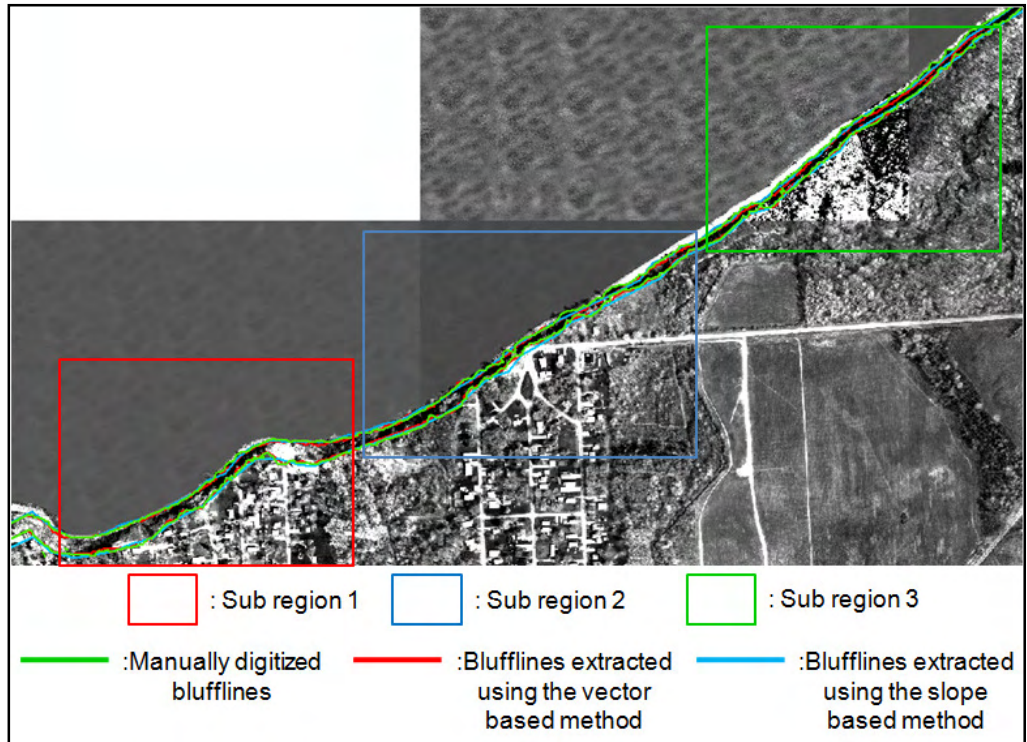 : Sub region 1
: Sub region 2
: Sub region 3
:Manually digitized
blufflines
:Blufflines extracted
using the vector
based method
:Blufflines extracted
using the slope
based method